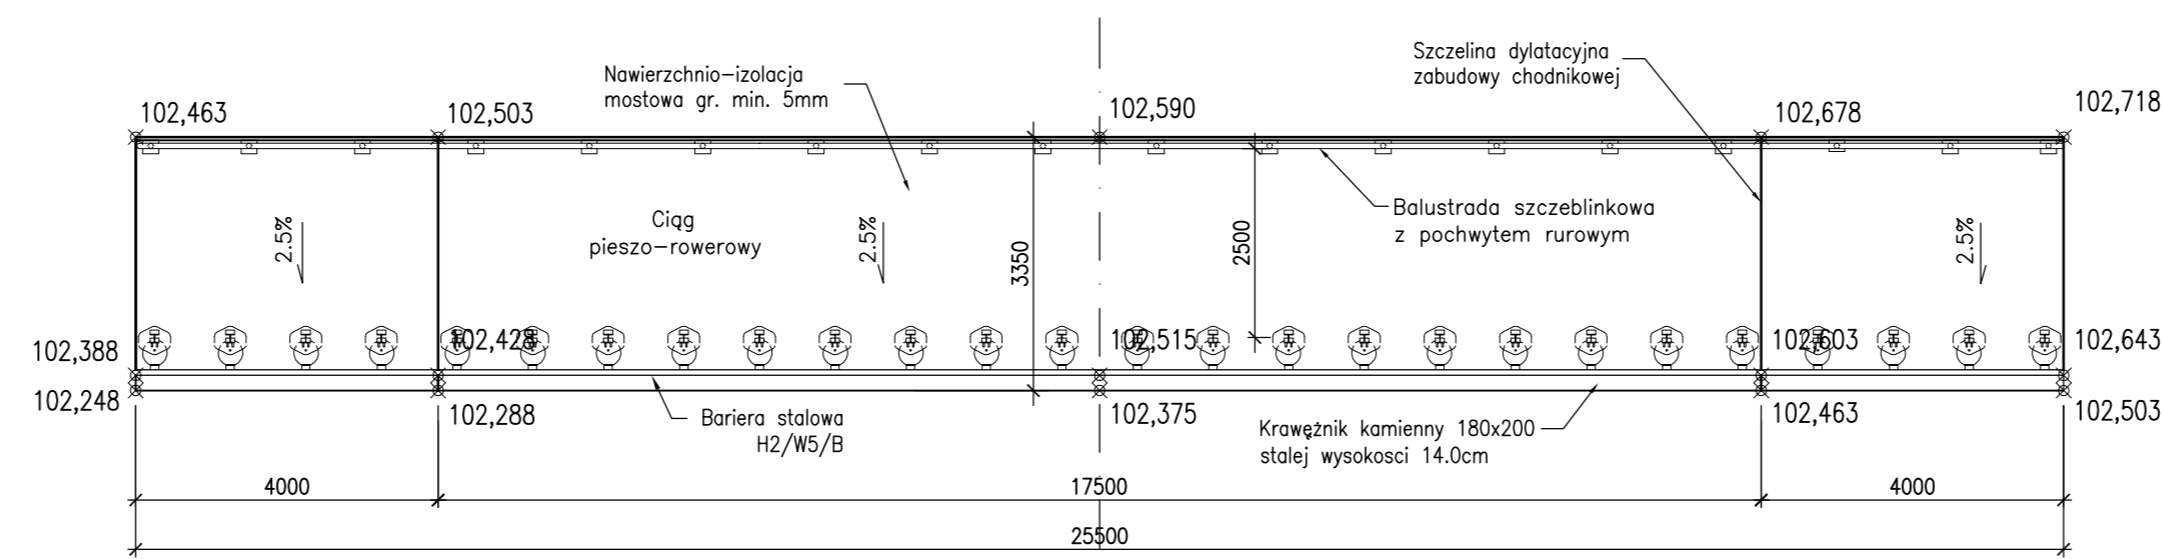 Nawierzchnio-izolacja
mostowa gr. min. 5mm
Szczelina dylatacyjna
zabudowy chodnikowej
102,463
102,503
102,590
102,678
102,718
2.5%
Ciąg
pieszo-rowerowy
2.5%
3350
2500
Balustrada szczeblinkowa
z pochwytem rurowym
2.5%
102,388
102,428
102,515
102,603
102,643
102,248
102,288
102,375
102,463
102,503
Bariera stalowa
H2/W5/B
Krawężnik kamienny 180x200
stalej wysokosci 14.0cm
4000
17500
4000
25500